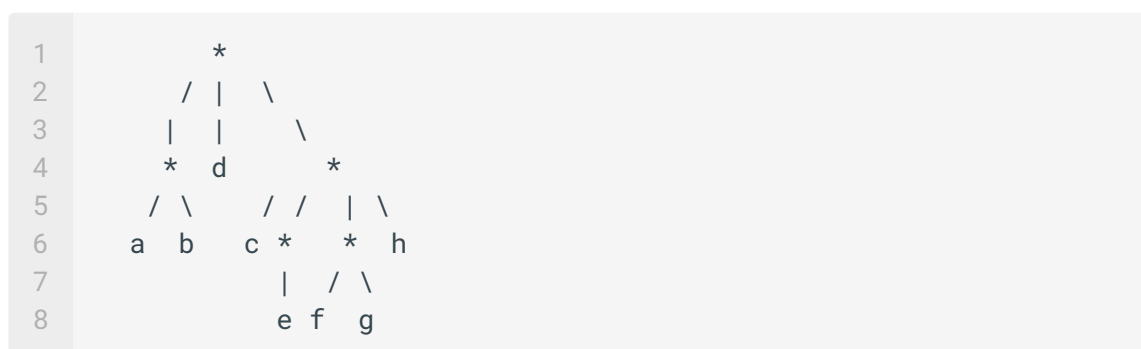 1         *
2       / |  \
3      |  |    \
4      *  d      *
5     / \    / /  | \
6    a  b   c *   *  h
7             |  / \
8             e f  g